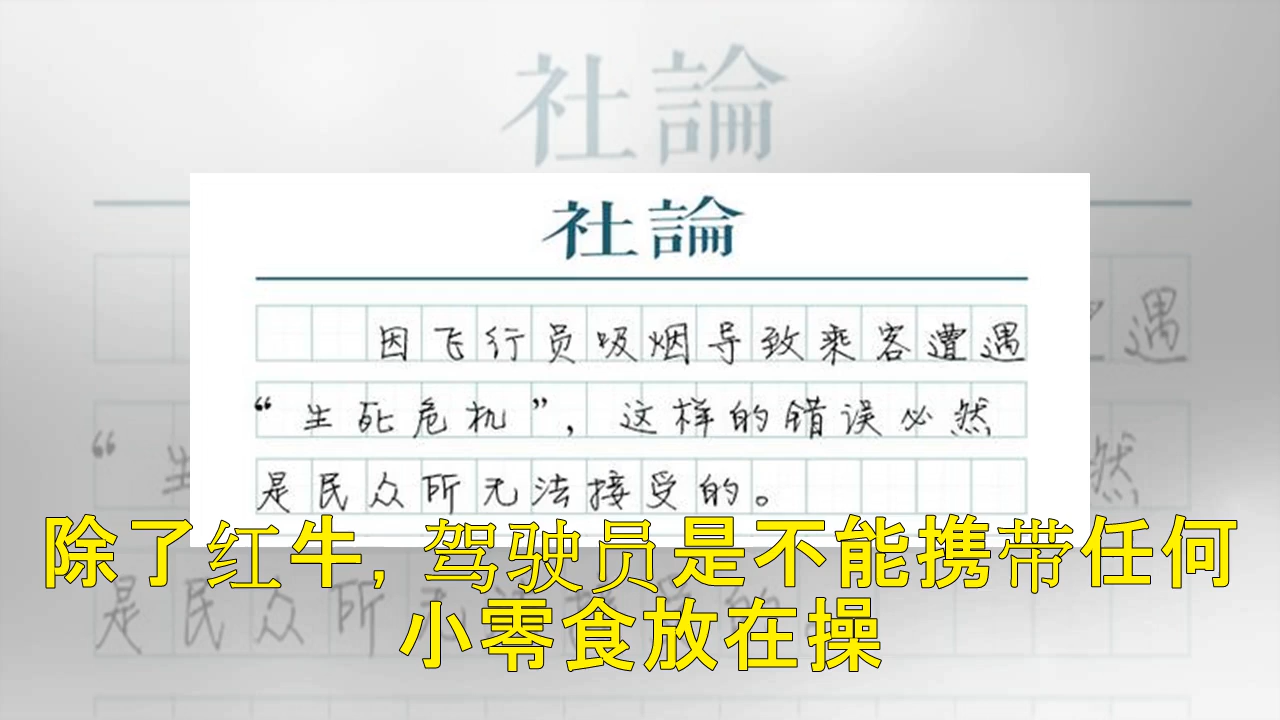 社論
社論
因飞行员吸烟导致乘客遭遇
“生死危机”，这样的错误必然
是民众所无法接受的。
除了红牛, 驾驶员是不能携带任何
小零食放在操